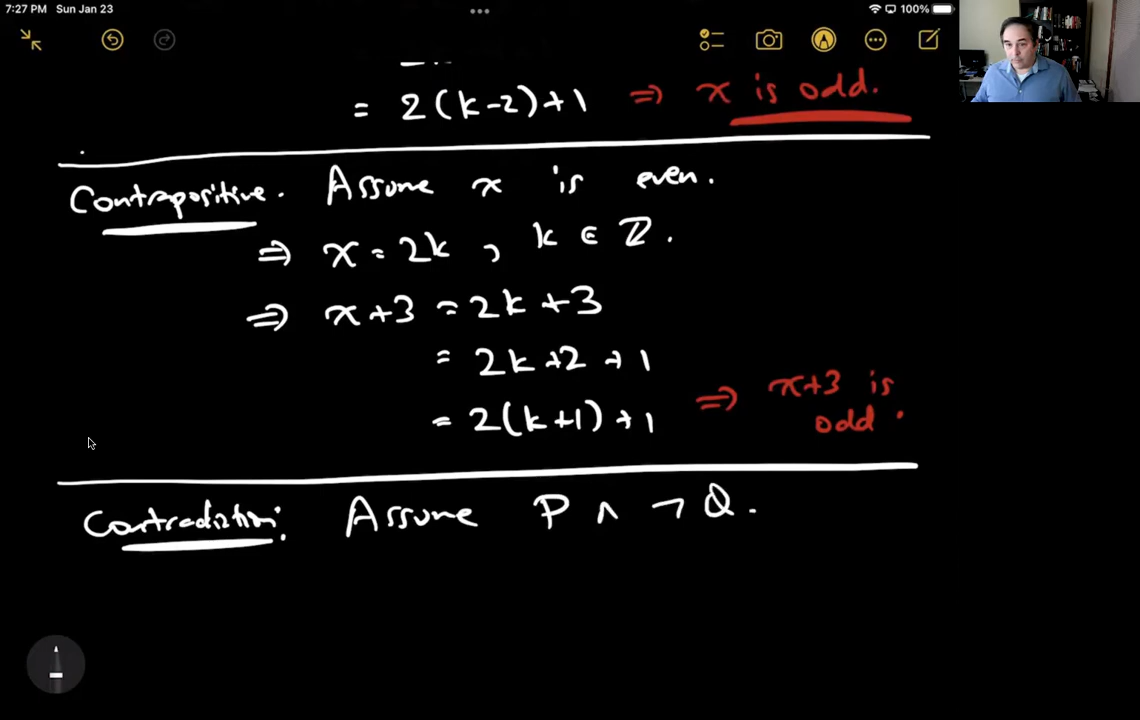 7:27 PM Sun Jan 23
100%
= 2(k-2)+1 ⇒ x is odd.
Contrapositive. Assume x is even.
⇒ x = 2k, k ∈ ℤ.
⇒ x+3 = 2k+3
= 2k+2+1
= 2(k+1)+1 ⇒ x+3 is
odd.
Contradiction: Assume P ∧ ¬ Q.